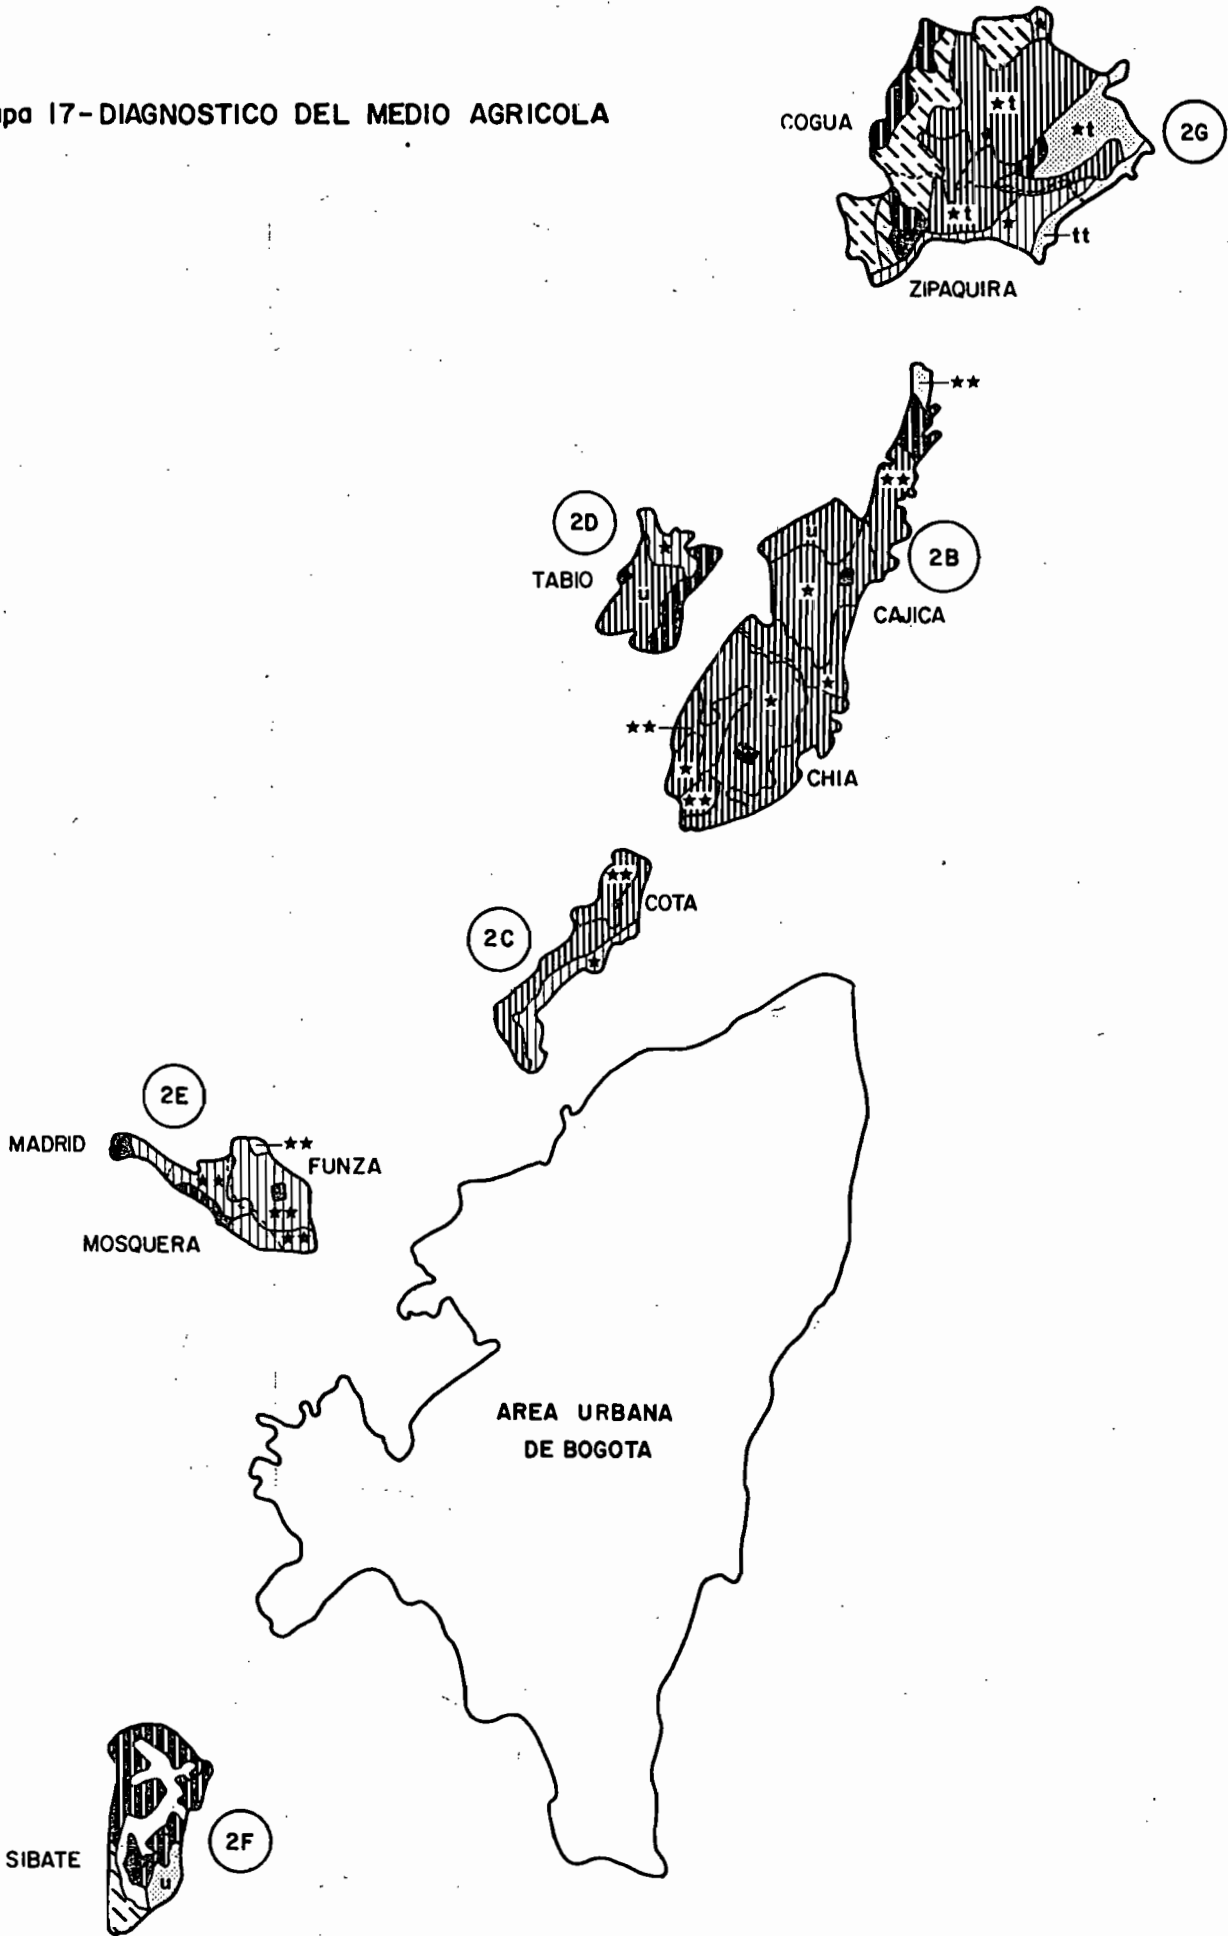 apa 17-DIAGNOSTICO DEL MEDIO AGRICOLA
COGUA
★t
★t
2G
★t
tt
ZIPAQUIRA
★★
★★
2D
u
2B
TABIO
u
CAJICA
★★
CHIA
★★
★★
COTA
2C
2E
MADRID
★★
FUNZA
MOSQUERA
AREA URBANA
DE BOGOTA
2F
SIBATE
u